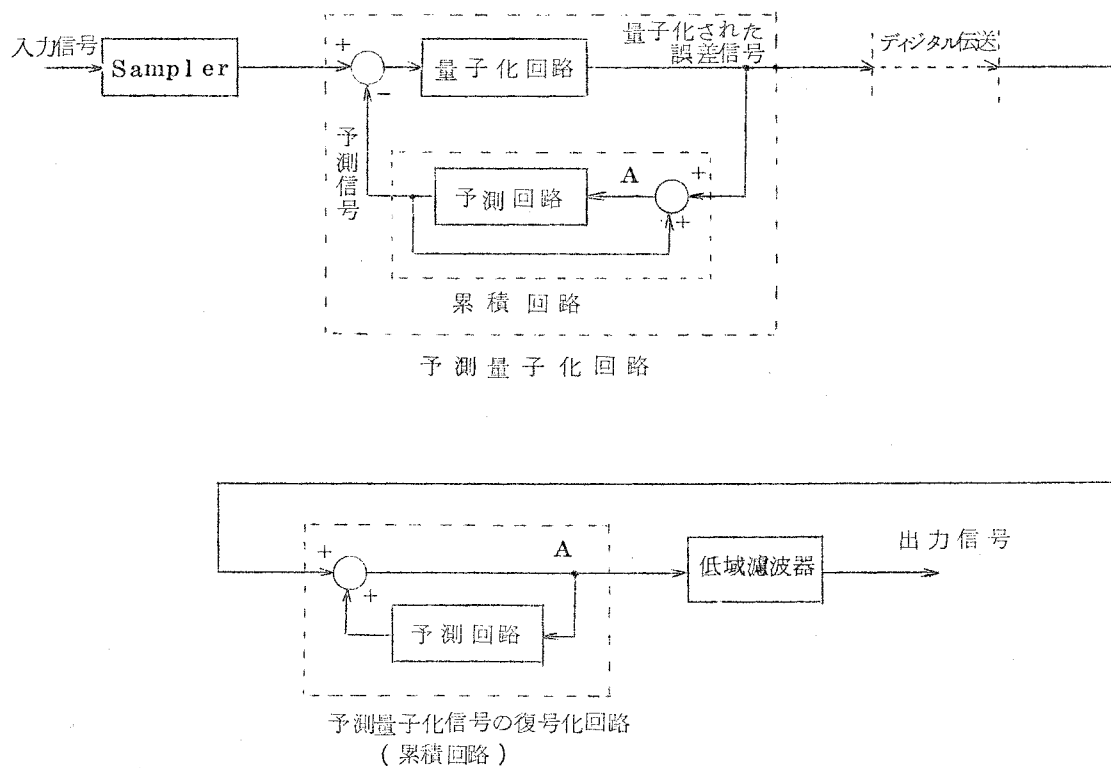 入力信号
Sampler
+
−
量子化回路
量子化された
誤差信号
ディジタル伝送
予測信号
予測回路
A
+
+
累積回路
予測量子化回路
+
+
A
予測回路
低域濾波器
出力信号
予測量子化信号の復号化回路
(累積回路)